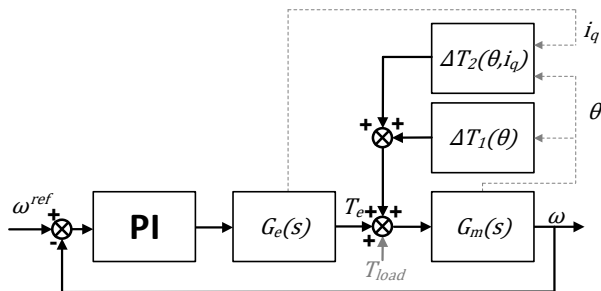 i_q
ΔT_2(θ,i_q)
θ
+ +
ΔT_1(θ)
ω^ref
+
-
PI
G_e(s)
T_e
+ +
+
T_load
G_m(s)
ω